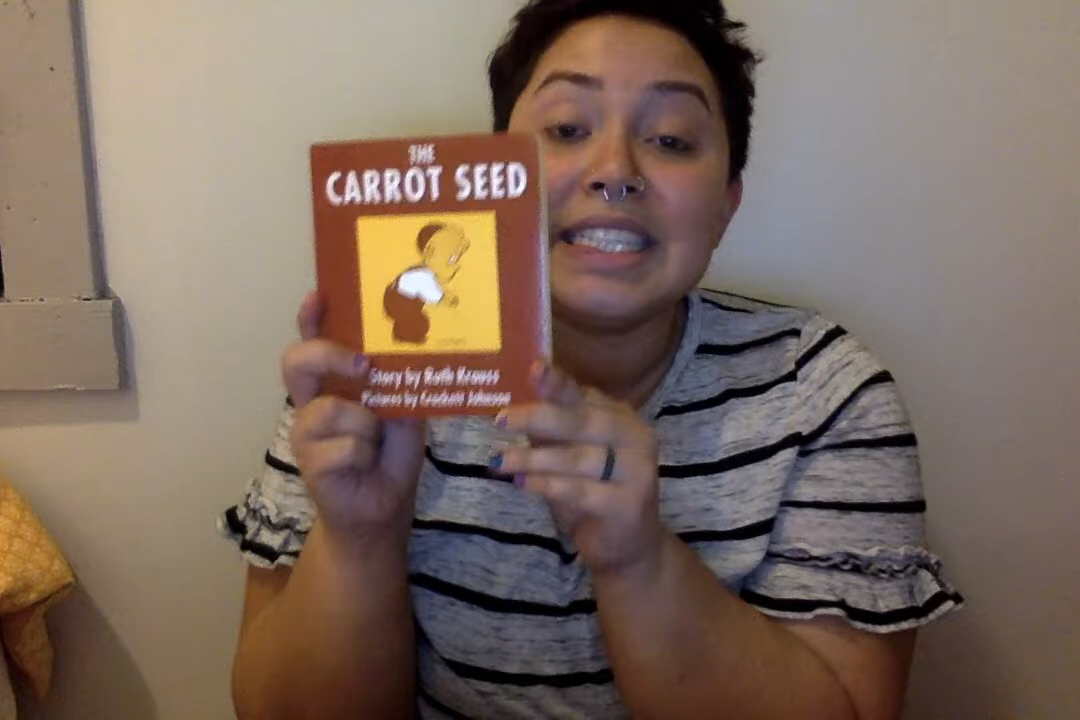 THE
CARROT SEED
Story by Ruth Krauss
Pictures by Crockett Johnson